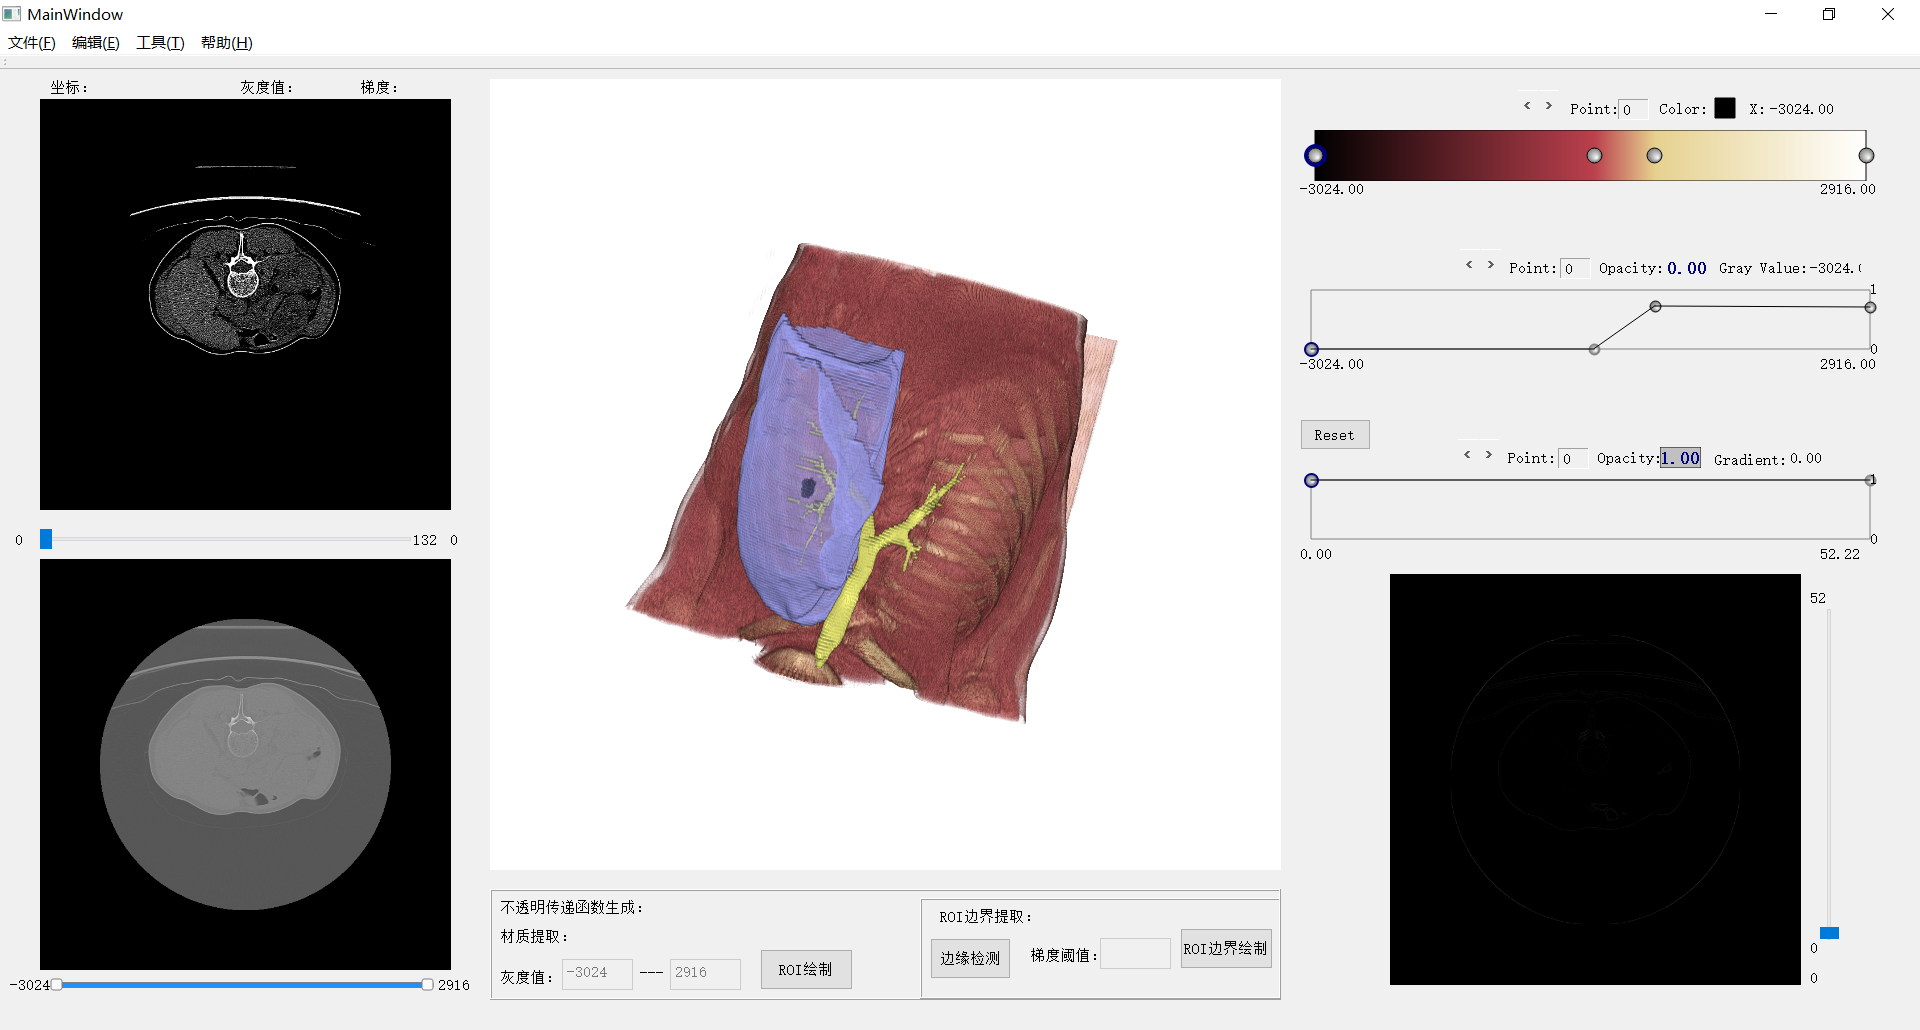 MainWindow
文件(F) 编辑(E) 工具(T) 帮助(H)
坐标: 灰度值: 梯度:
0 132 0
-3024 2916
不透明传递函数生成:
材质提取:
灰度值: -3024 --- 2916 ROI绘制
ROI边界提取:
边缘检测 梯度阈值: ROI边界绘制
< > Point: 0 Color: X: -3024.00
-3024.00 2916.00
< > Point: 0 Opacity: 0.00 Gray Value:-3024.
1
0
-3024.00 2916.00
Reset
< > Point: 0 Opacity: 1.00 Gradient: 0.00
1
0
0.00 52.22
52
0
0